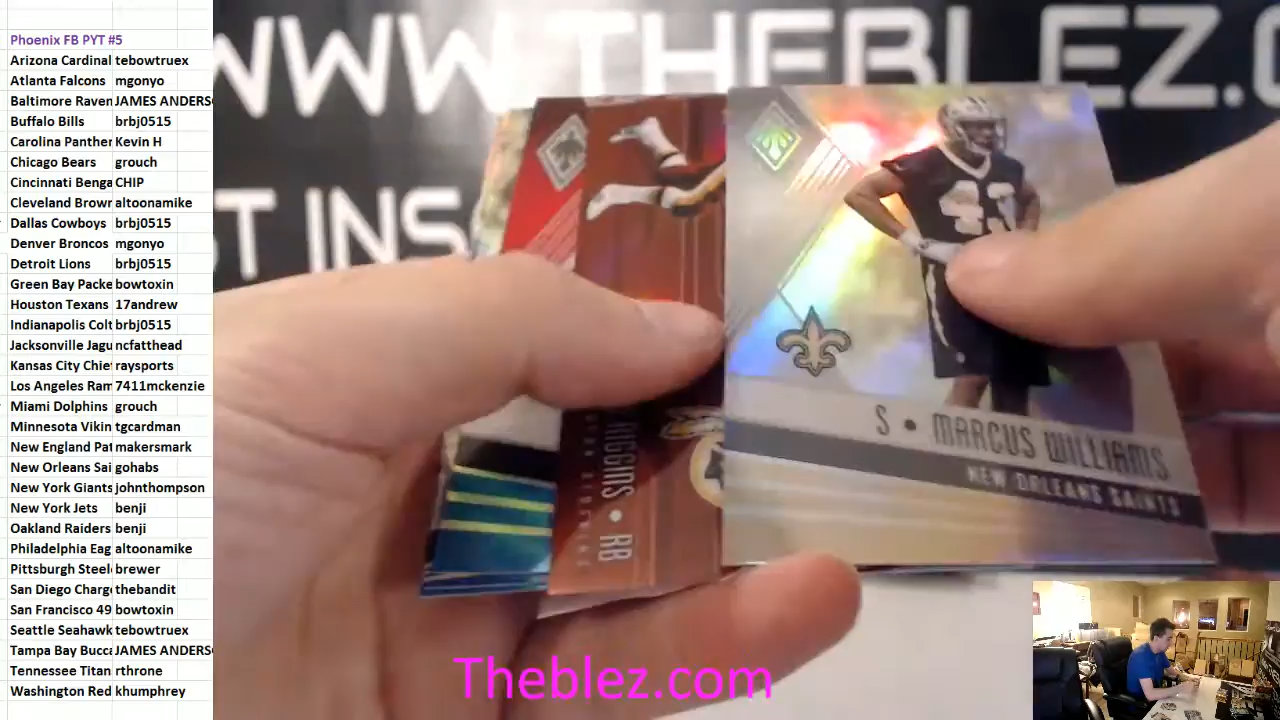 Phoenix FB PYT #5
Arizona Cardinal tebowtruex
Atlanta Falcons mgonyo
Baltimore Raven JAMES ANDERS
Buffalo Bills brbj0515
Carolina Panther Kevin H
Chicago Bears grouch
Cincinnati Benga CHIP
Cleveland Brown altoonamike
Dallas Cowboys brbj0515
Denver Broncos mgonyo
Detroit Lions brbj0515
Green Bay Packe bowtoxin
Houston Texans 17andrew
Indianapolis Colt brbj0515
Jacksonville Jagu ncfatthead
Kansas City Chief raysports
Los Angeles Ram 7411mckenzie
Miami Dolphins grouch
Minnesota Vikin tgcardman
New England Pat makersmark
New Orleans Sai gohabs
New York Giants johnthompson
New York Jets benji
Oakland Raiders benji
Philadelphia Eag altoonamike
Pittsburgh Steel brewer
San Diego Charg thebandit
San Francisco 49 bowtoxin
Seattle Seahawk tebowtruex
Tampa Bay Bucca JAMES ANDERS
Tennessee Titan rthrone
Washington Red khumphrey
WWW.THEBLEZ.C
T INS
43
S • MARCUS WILLIAMS
NEW ORLEANS SAINTS
• RB
Theblez.com